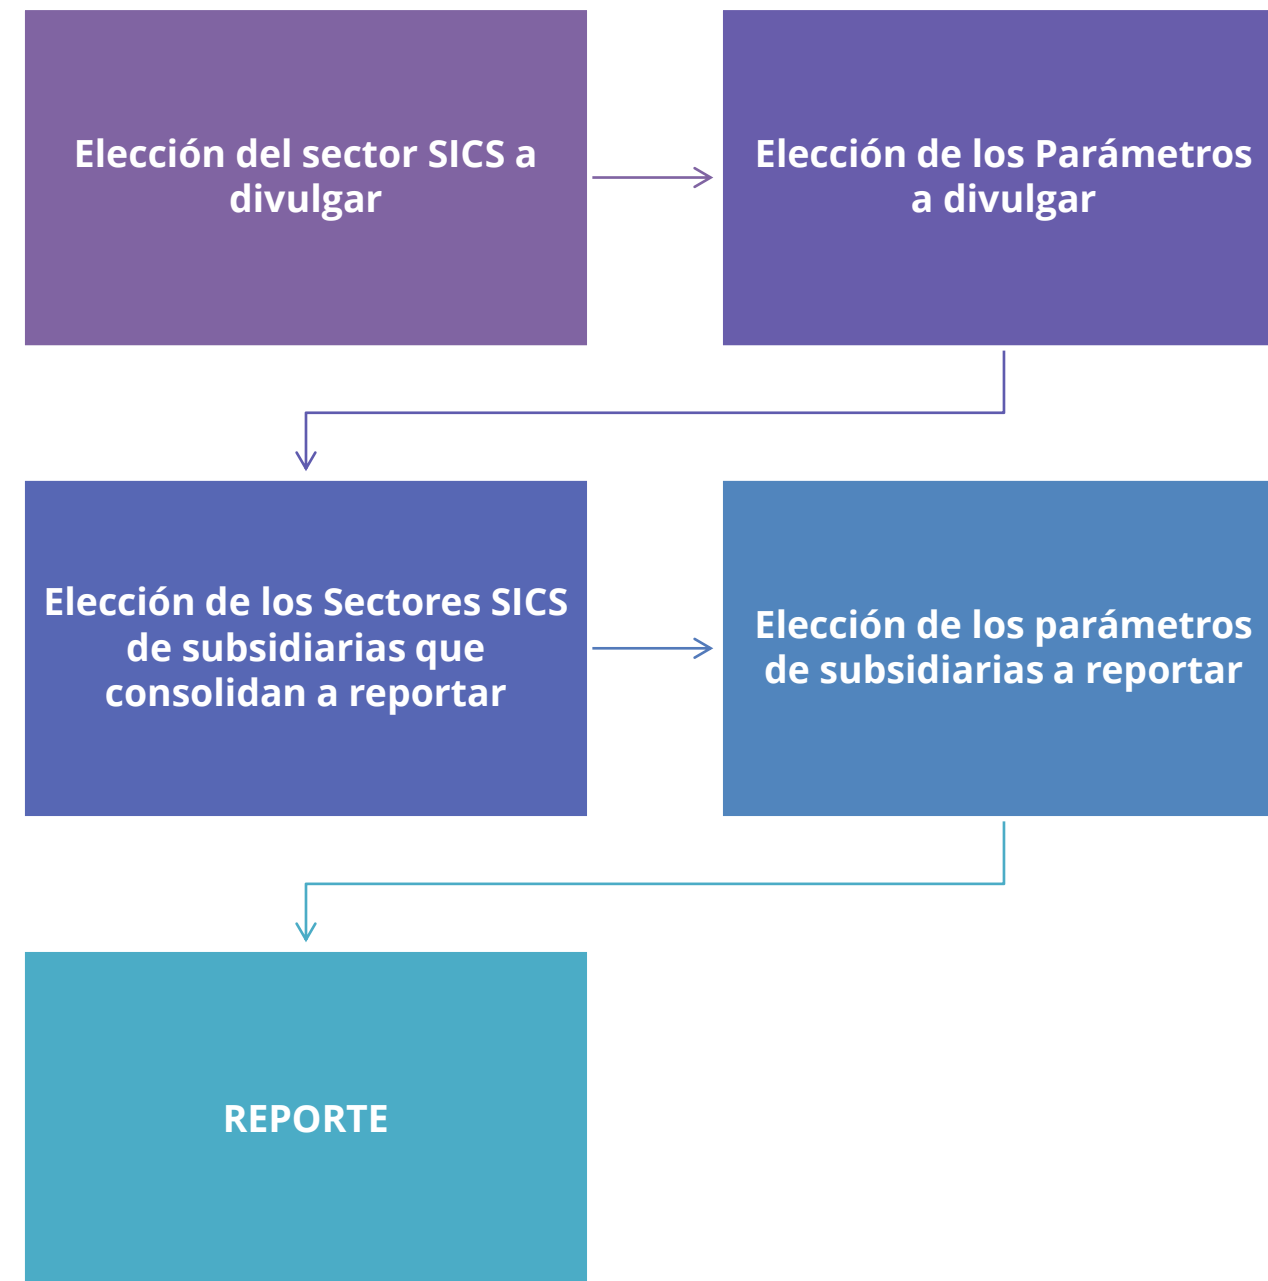 Elección del sector SICS a
divulgar
Elección de los Parámetros
a divulgar
Elección de los Sectores SICS
de subsidiarias que
consolidan a reportar
Elección de los parámetros
de subsidiarias a reportar
REPORTE